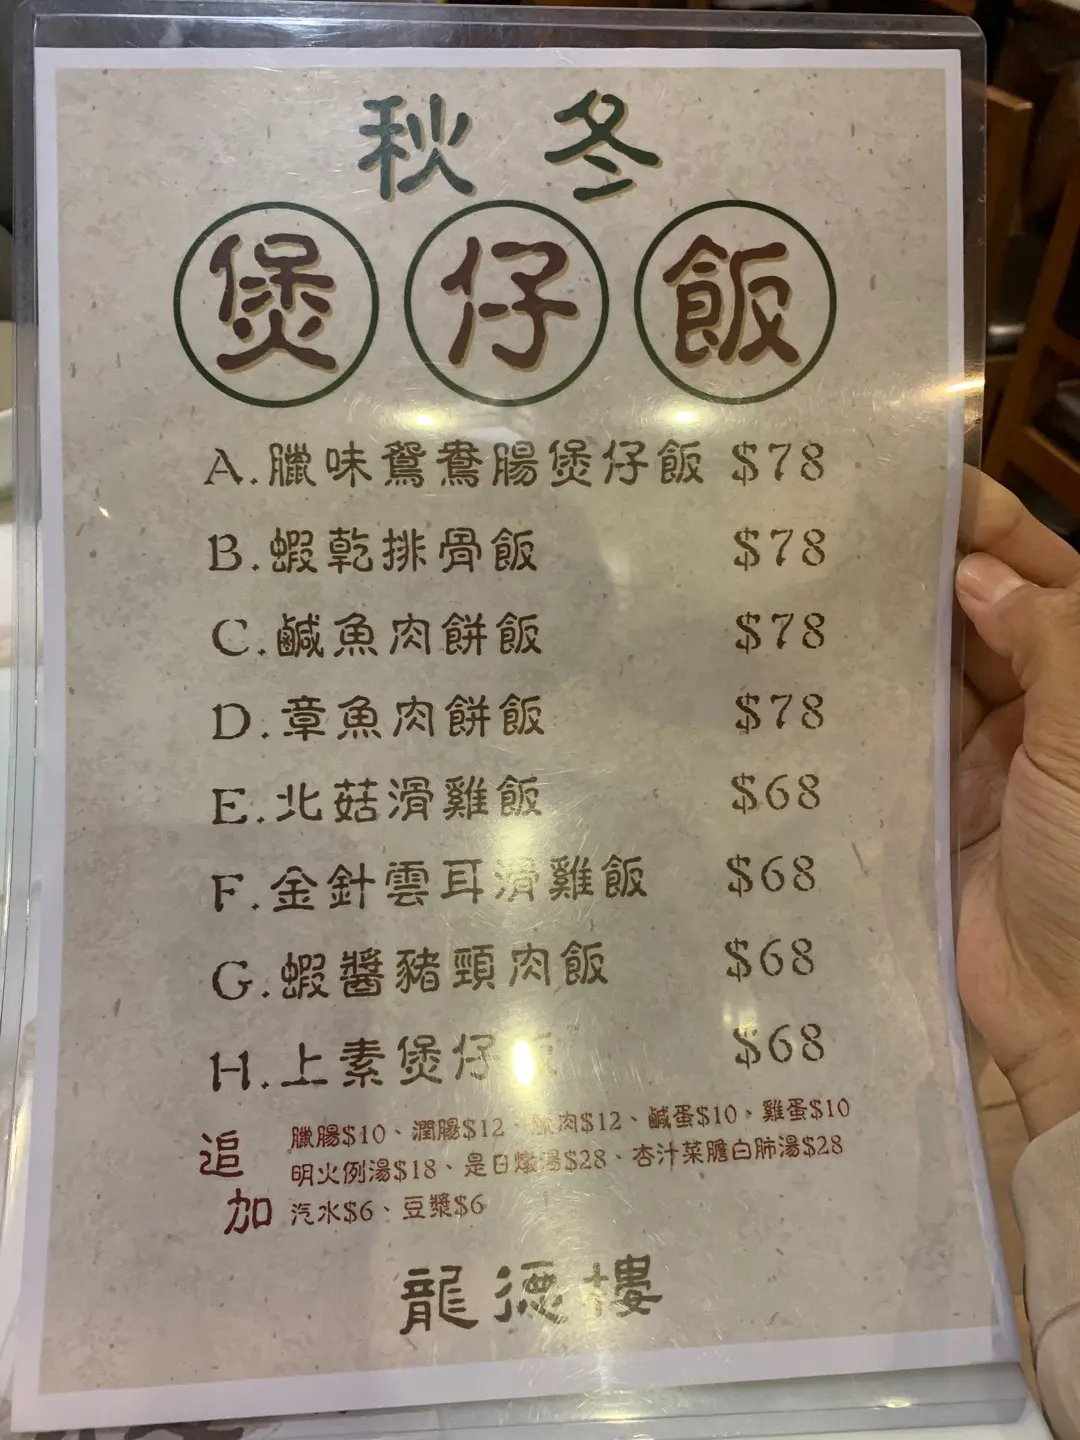 秋冬
煲仔飯
A.臘味鴛鴦腸煲仔飯 $78
B.蝦乾排骨飯 $78
C.鹹魚肉餅飯 $78
D.章魚肉餅飯 $78
E.北菇滑雞飯 $68
F.金針雲耳滑雞飯 $68
G.蝦醬豬頸肉飯 $68
H.上素煲仔飯 $68
追加
臘腸$10、潤腸$12、肉$12、鹹蛋$10、雞蛋$10
明火例湯$18、是日燉湯$28、杏汁菜膽白肺湯$28
汽水$6、豆漿$6
龍德樓